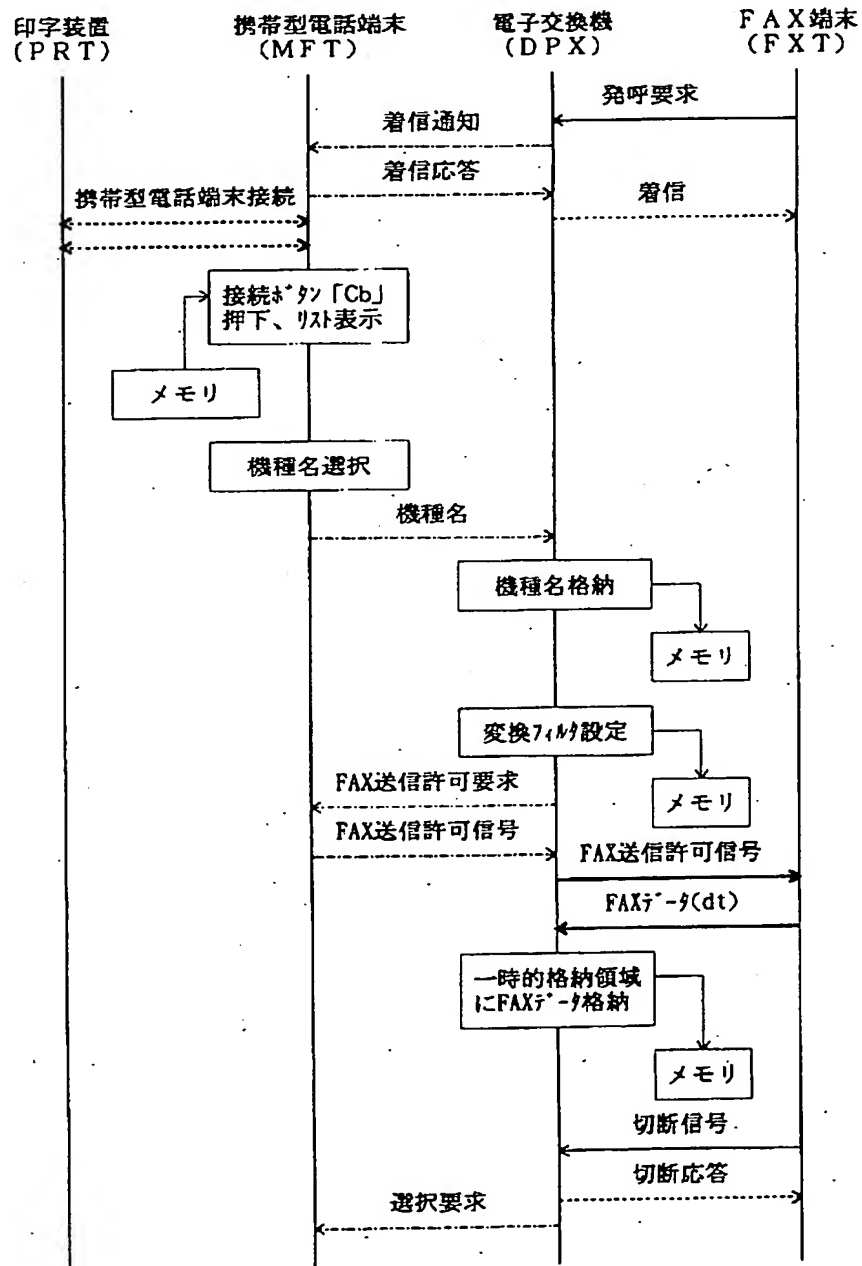 印字装置
(PRT)
携帯型電話端末
(MFT)
電子交換機
(DPX)
FAX端末
(FXT)
発呼要求
着信通知
着信応答
携帯型電話端末接続
着信
接続ﾎﾞﾀﾝ「Cb」
押下、ﾘｽﾄ表示
メモリ
機種名選択
機種名
機種名格納
メモリ
変換ﾌｨﾙﾀ設定
メモリ
FAX送信許可要求
FAX送信許可信号
FAX送信許可信号
FAXﾃﾞｰﾀ(dt)
一時的格納領域
にFAXﾃﾞｰﾀ格納
メモリ
切断信号
切断応答
選択要求